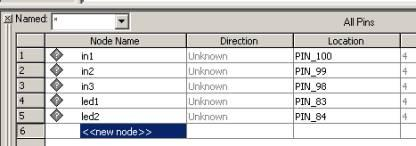 Named: *
All Pins
Node Name Direction Location
1 in1 Unknown PIN_100 4
2 in2 Unknown PIN_99 4
3 in3 Unknown PIN_98 4
4 led1 Unknown PIN_83 4
5 led2 Unknown PIN_84 4
6 <<new node>>